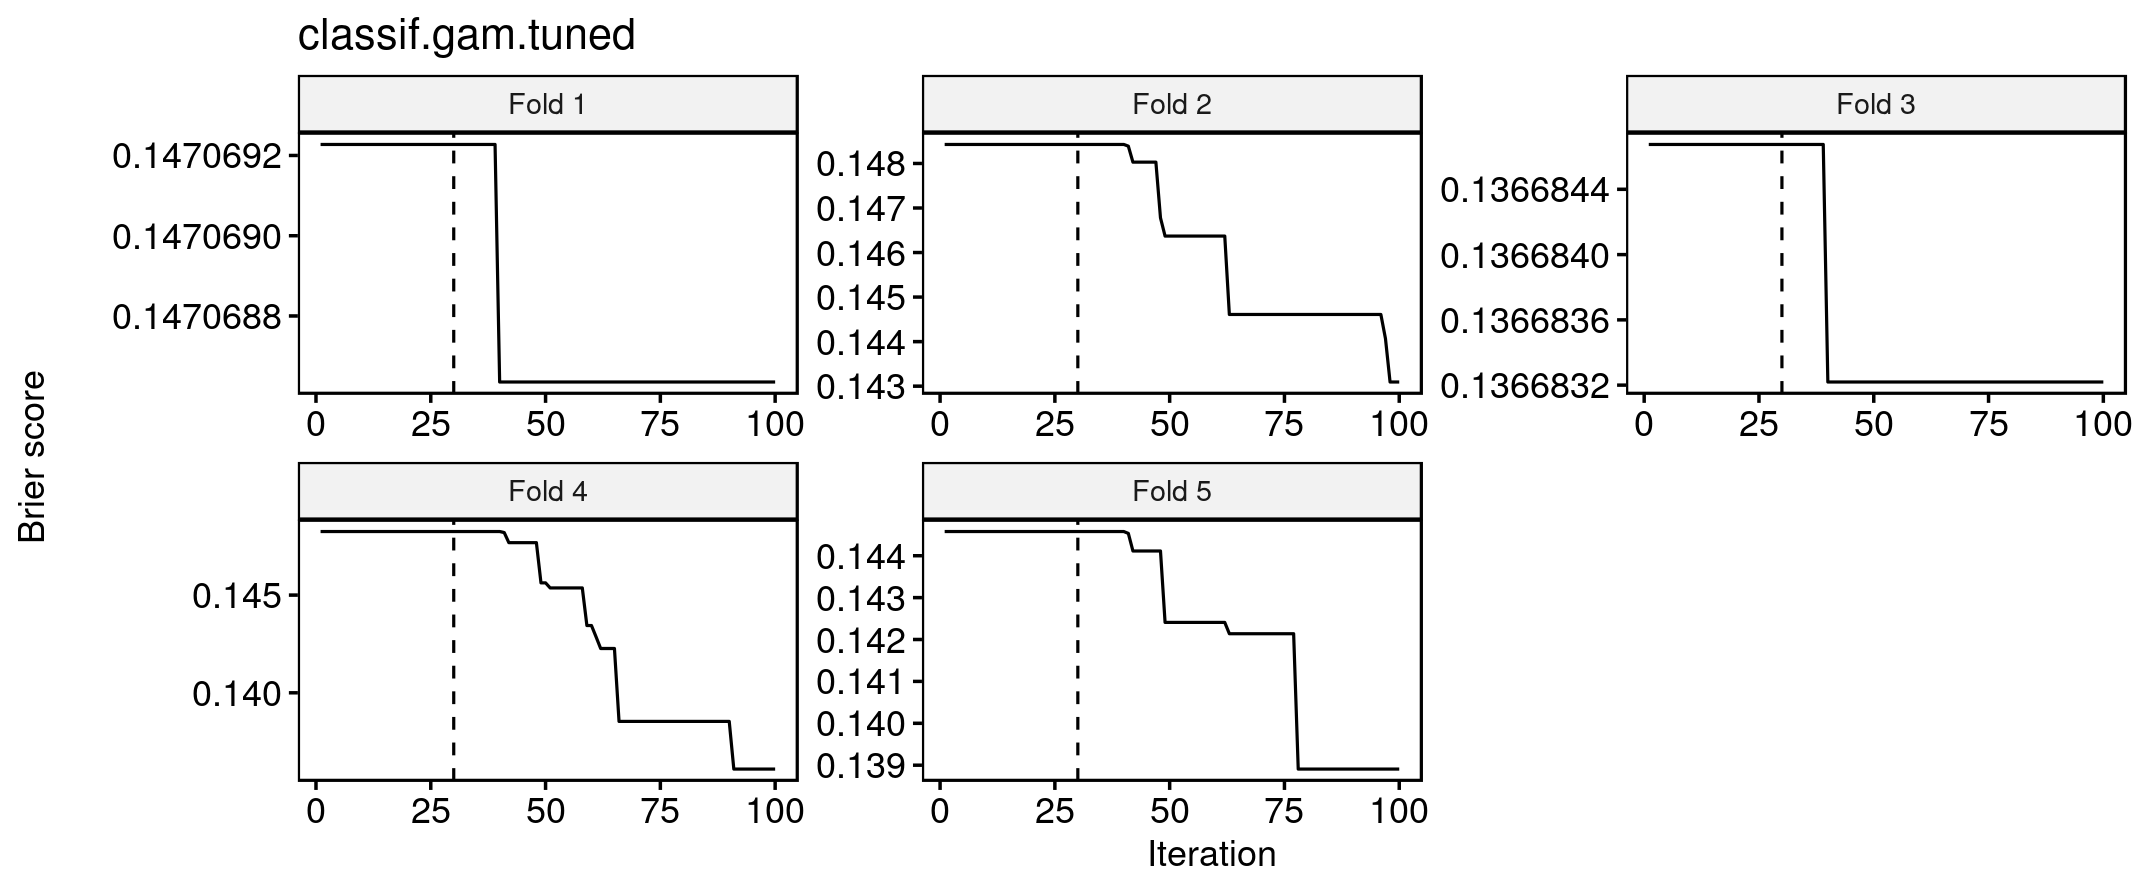 classif.gam.tuned
Fold 1
Fold 2
Fold 3
0.1470692
0.1470690
0.1470688
0.148
0.147
0.146
0.145
0.144
0.143
0.1366844
0.1366840
0.1366836
0.1366832
0 25 50 75 100
0 25 50 75 100
0 25 50 75 100
Brier score
Fold 4
Fold 5
0.145
0.140
0.144
0.143
0.142
0.141
0.140
0.139
0 25 50 75 100
0 25 50 75 100
Iteration